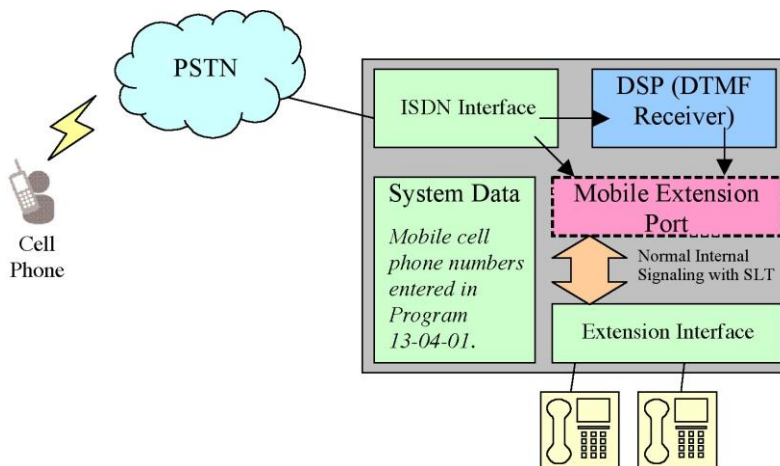 PSTN
ISDN Interface
DSP (DTMF
Receiver)
System Data
Mobile cell
phone numbers
entered in
Program
13-04-01.
Mobile Extension
Port
Normal Internal
Signaling with SLT
Extension Interface
Cell
Phone